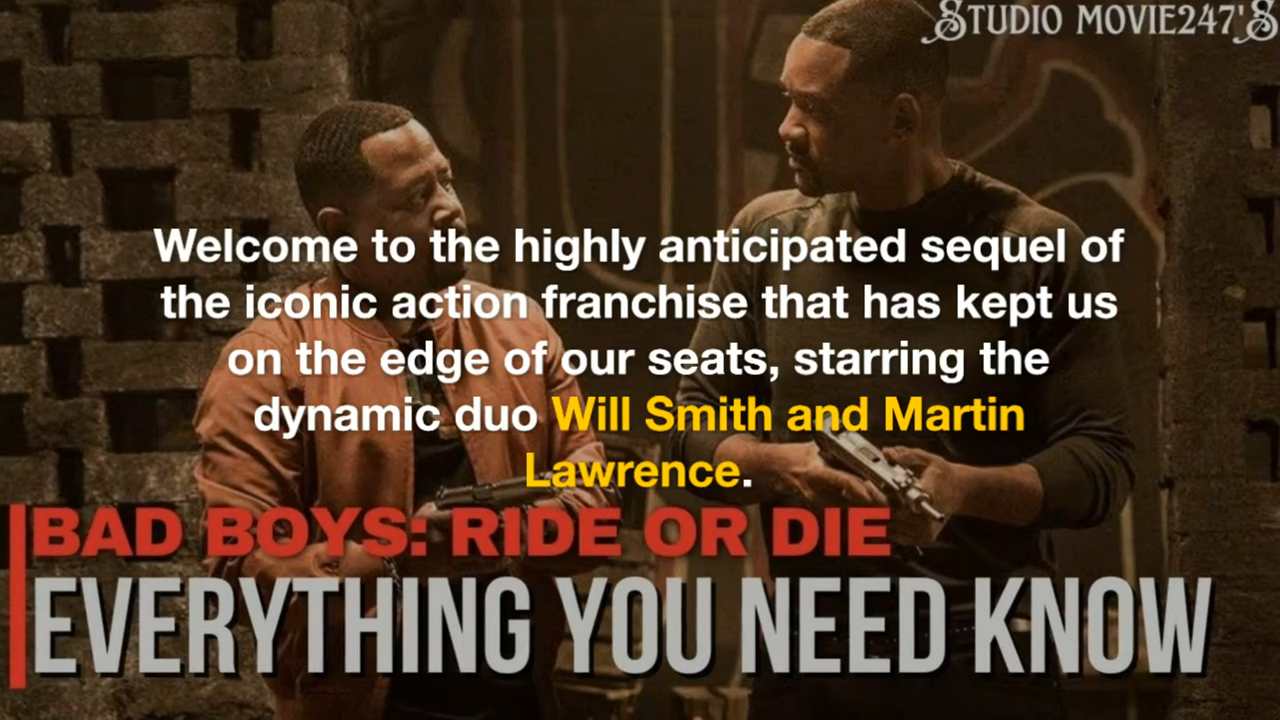 STUDIO MOVIE247'S
Welcome to the highly anticipated sequel of
the iconic action franchise that has kept us
on the edge of our seats, starring the
dynamic duo Will Smith and Martin
Lawrence.
BAD BOYS: RIDE OR DIE
EVERYTHING YOU NEED KNOW